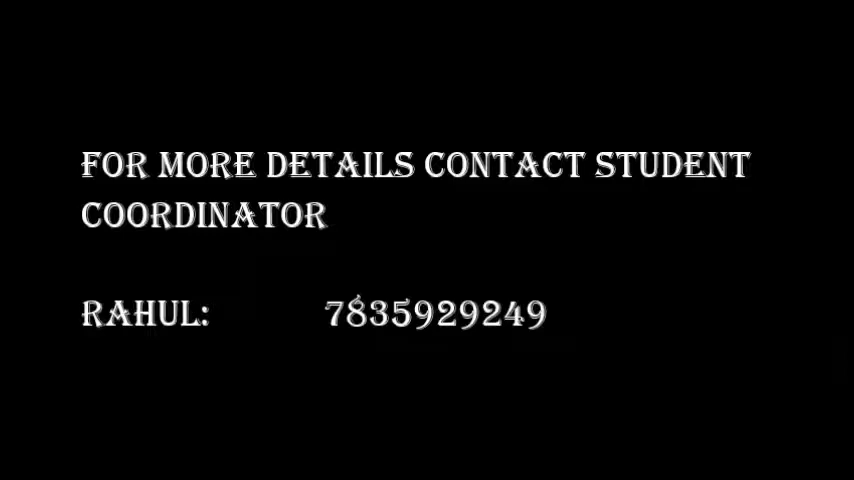 FOR MORE DETAILS CONTACT STUDENT
COORDINATOR
RAHUL: 7835929249